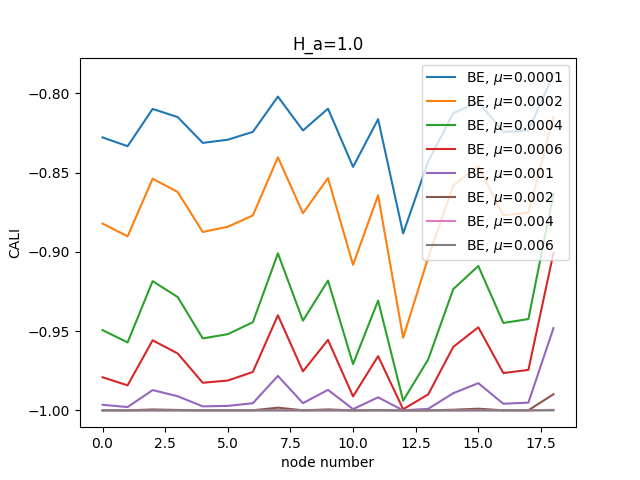 H_a=1.0
BE, μ=0.0001
BE, μ=0.0002
BE, μ=0.0004
BE, μ=0.0006
BE, μ=0.001
BE, μ=0.002
BE, μ=0.004
BE, μ=0.006
CALI
−0.80
−0.85
−0.90
−0.95
−1.00
0.0 2.5 5.0 7.5 10.0 12.5 15.0 17.5
node number